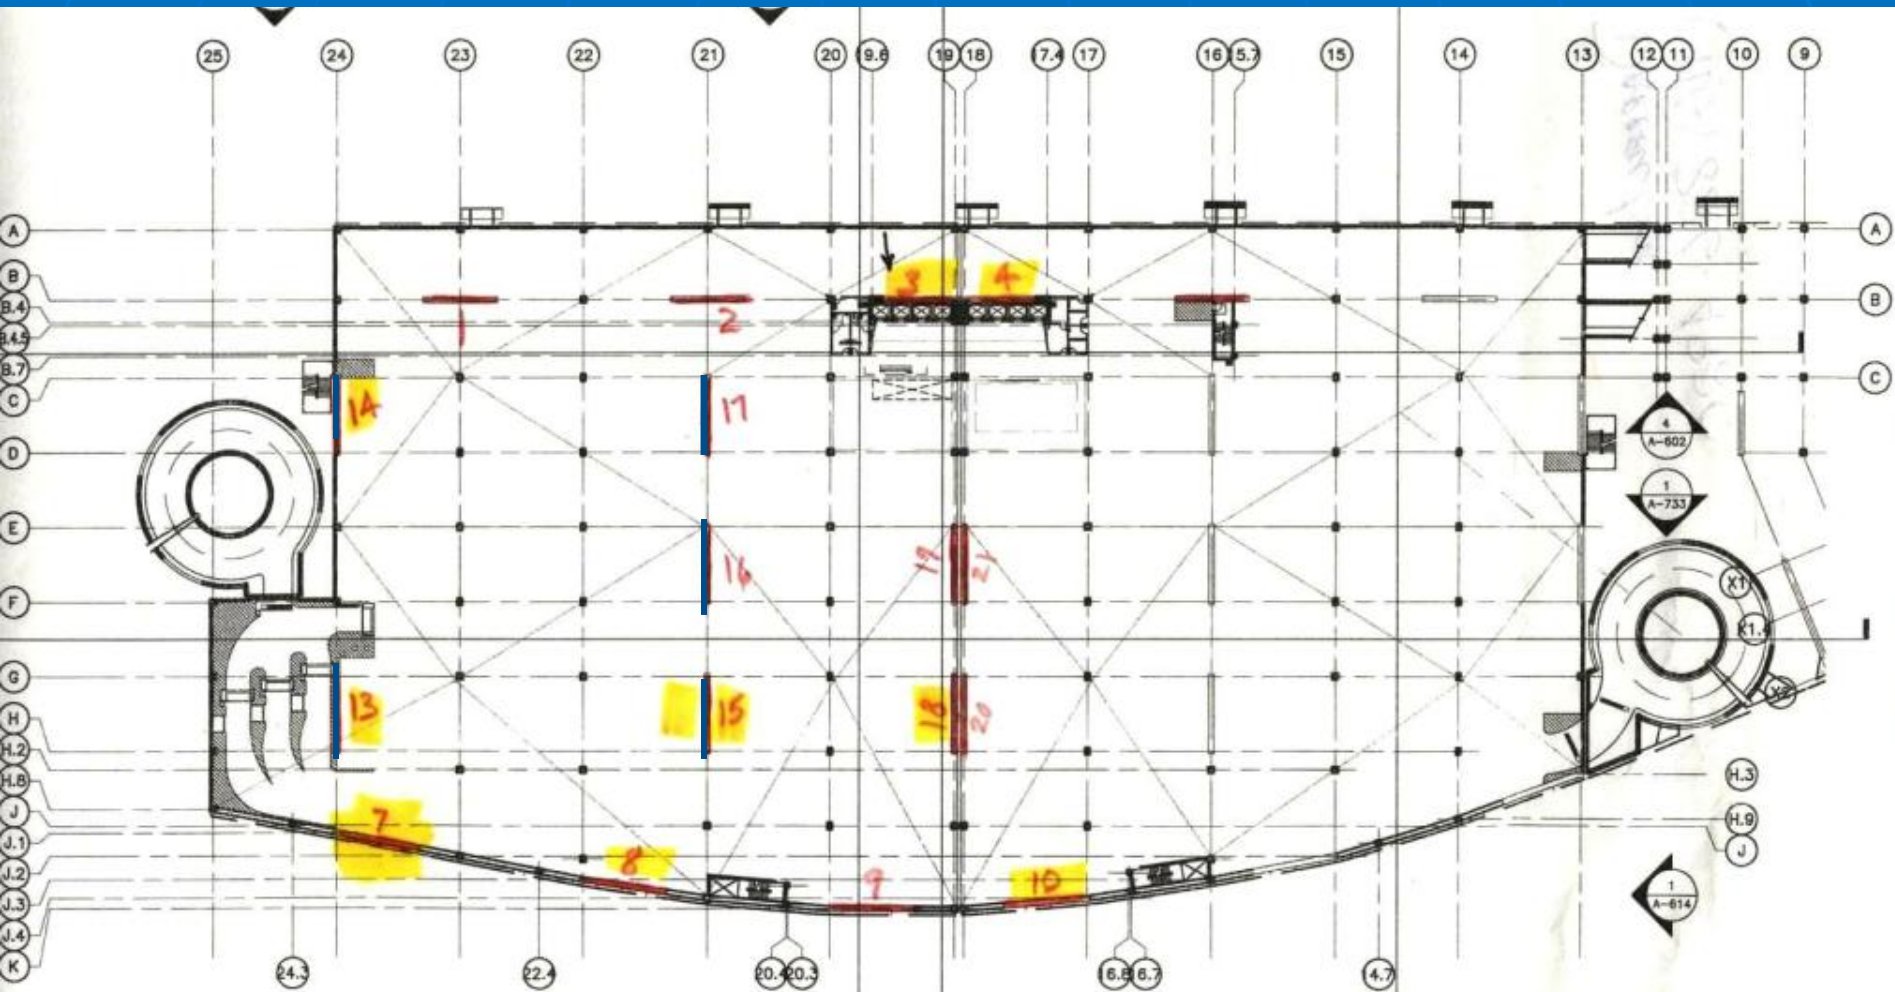 25 24 23 22 21 20 19.6 19 18 17.4 17 16 15.7 15 14 13 12 11 10 9
A A
B 3 4 B
B.4
B.4.5 1 2
B.7
C C
14 17
4
D A-602
1
A-733
E
19 21
16 X1
F
X1.
G
13 15 18 20 X2
H
H.2
H.8 H.3
J 7 H.9
J.1
J
J.2 8
9 10
J.3 1
A-614
J.4
K
24.3 22.4 20.4 20.3 16.8 16.7 14.7